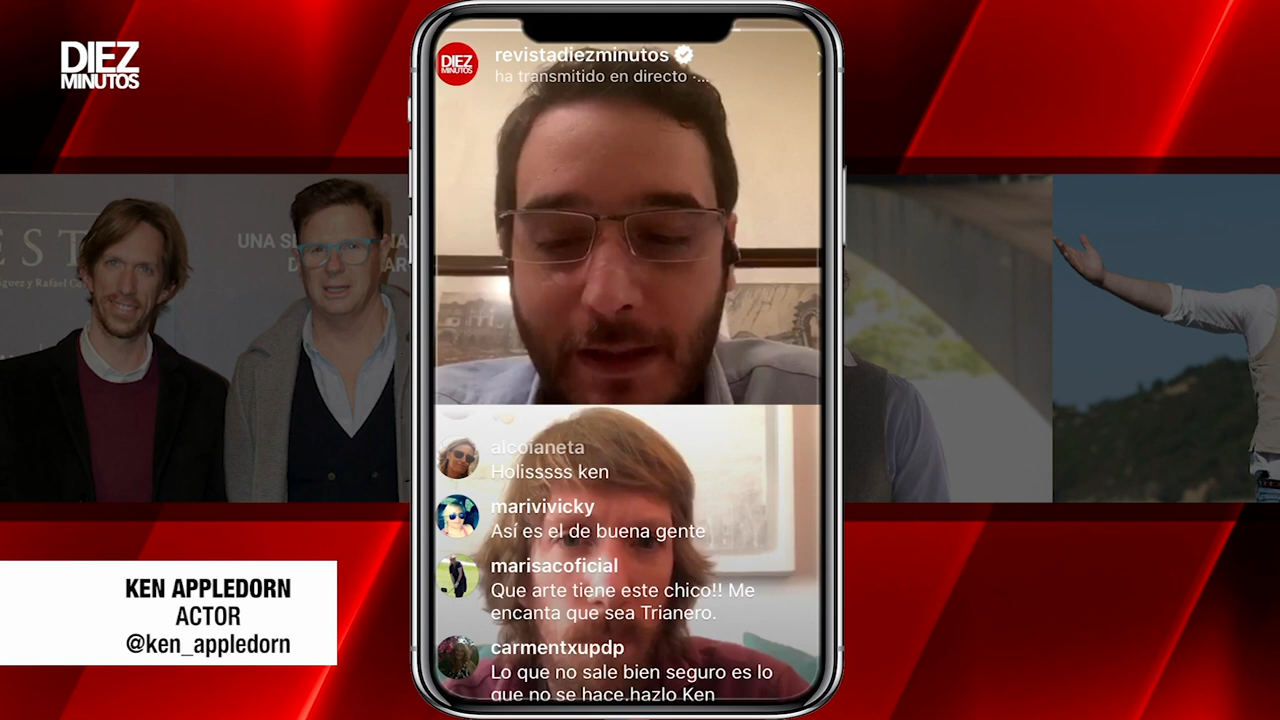 DIEZ
MINUTOS
DIEZ
MINUTOS
revistadiezminutos
ha transmitido en directo ·...
EST
UNA
alcoianeta
Holisssss ken
marivivicky
Así es el de buena gente
marisacoficial
Que arte tiene este chico!! Me
encanta que sea Trianero.
carmentxupdp
Lo que no sale bien seguro es lo
que no se hace.hazlo Ken
KEN APPLEDORN
ACTOR
@ken_appledorn